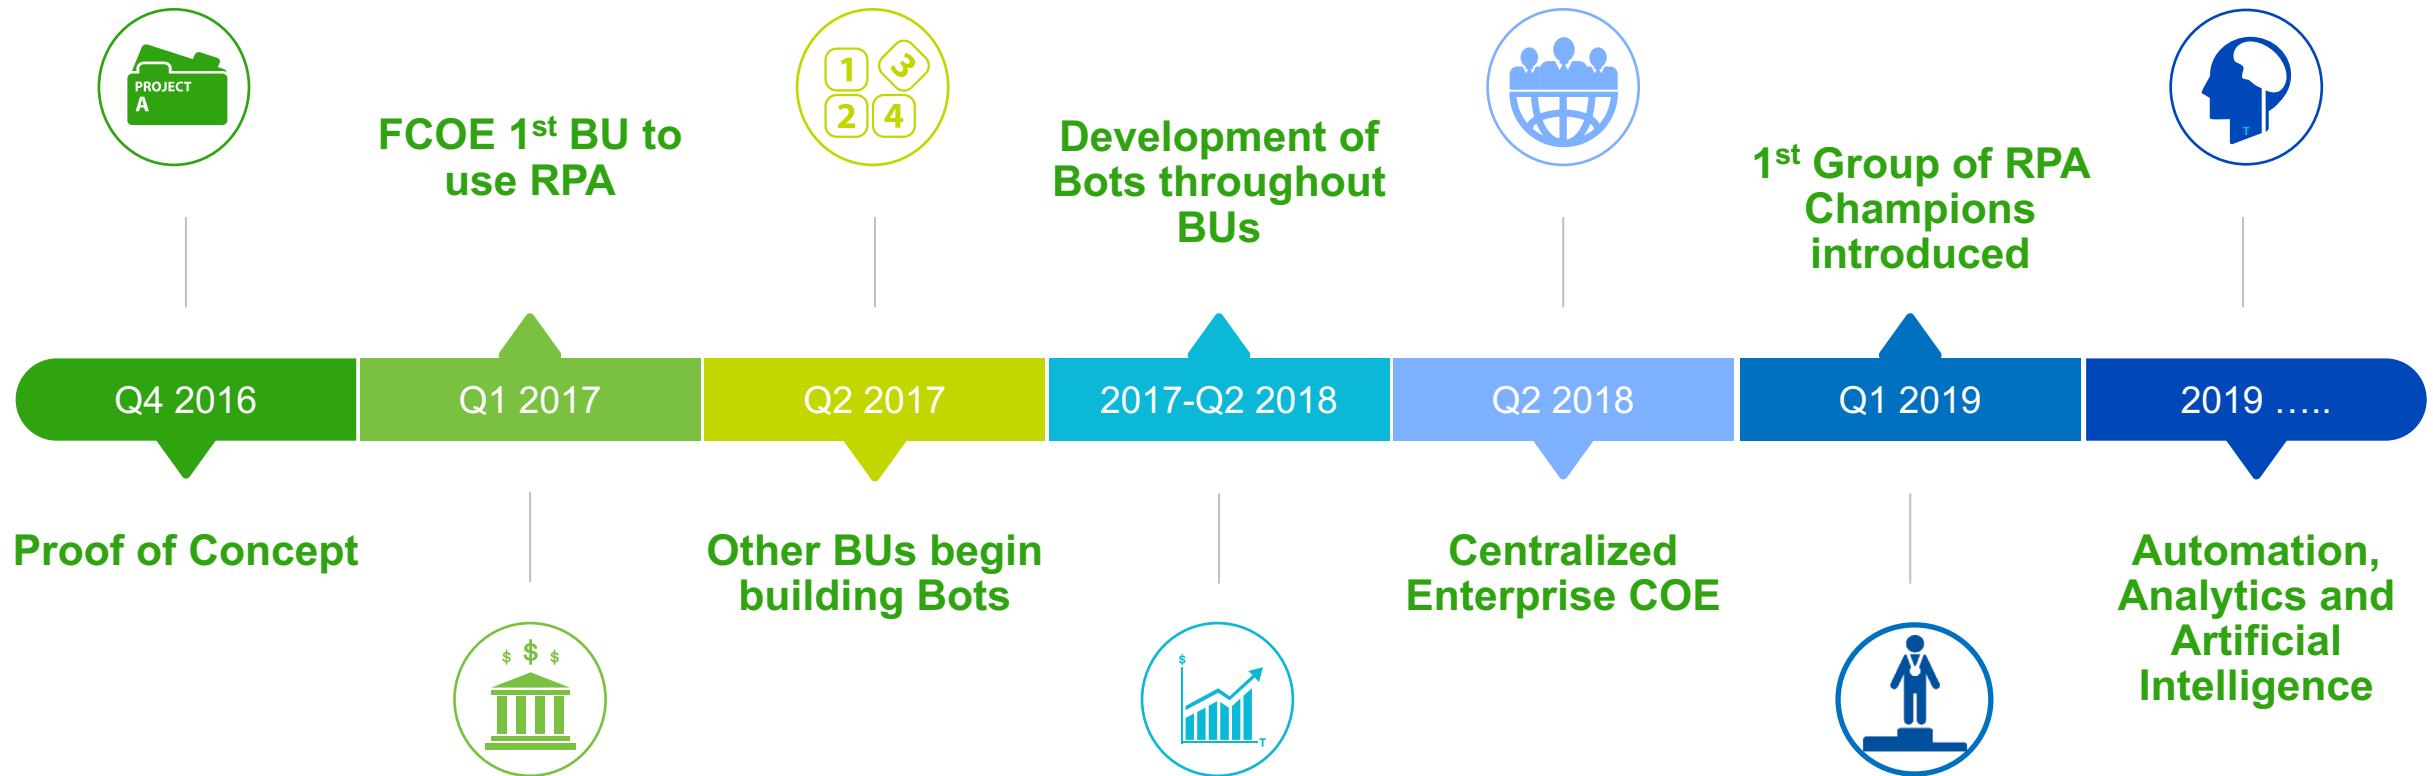 PROJECT
A
FCOE 1st BU to
use RPA
1
3
2
4
Development of
Bots throughout
BUs
1st Group of RPA
Champions
introduced
T
Q4 2016
Q1 2017
Q2 2017
2017-Q2 2018
Q2 2018
Q1 2019
2019 .....
Proof of Concept
$ $ $
Other BUs begin
building Bots
$
T
Centralized
Enterprise COE
Automation,
Analytics and
Artificial
Intelligence